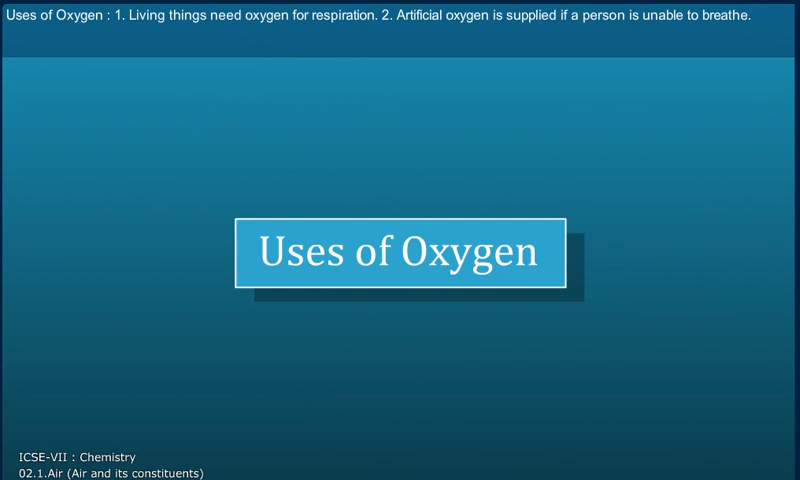 Uses of Oxygen : 1. Living things need oxygen for respiration. 2. Artificial oxygen is supplied if a person is unable to breathe.
Uses of Oxygen
ICSE-VII : Chemistry
02.1.Air (Air and its constituents)